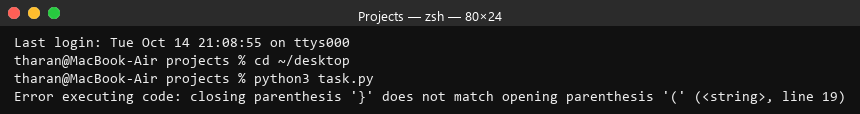 Projects — zsh — 80×24
Last login: Tue Oct 14 21:08:55 on ttys000
tharan@MacBook-Air projects % cd ~/desktop
tharan@MacBook-Air projects % python3 task.py
Error executing code: closing parenthesis '}' does not match opening parenthesis '(' (<string>, line 19)